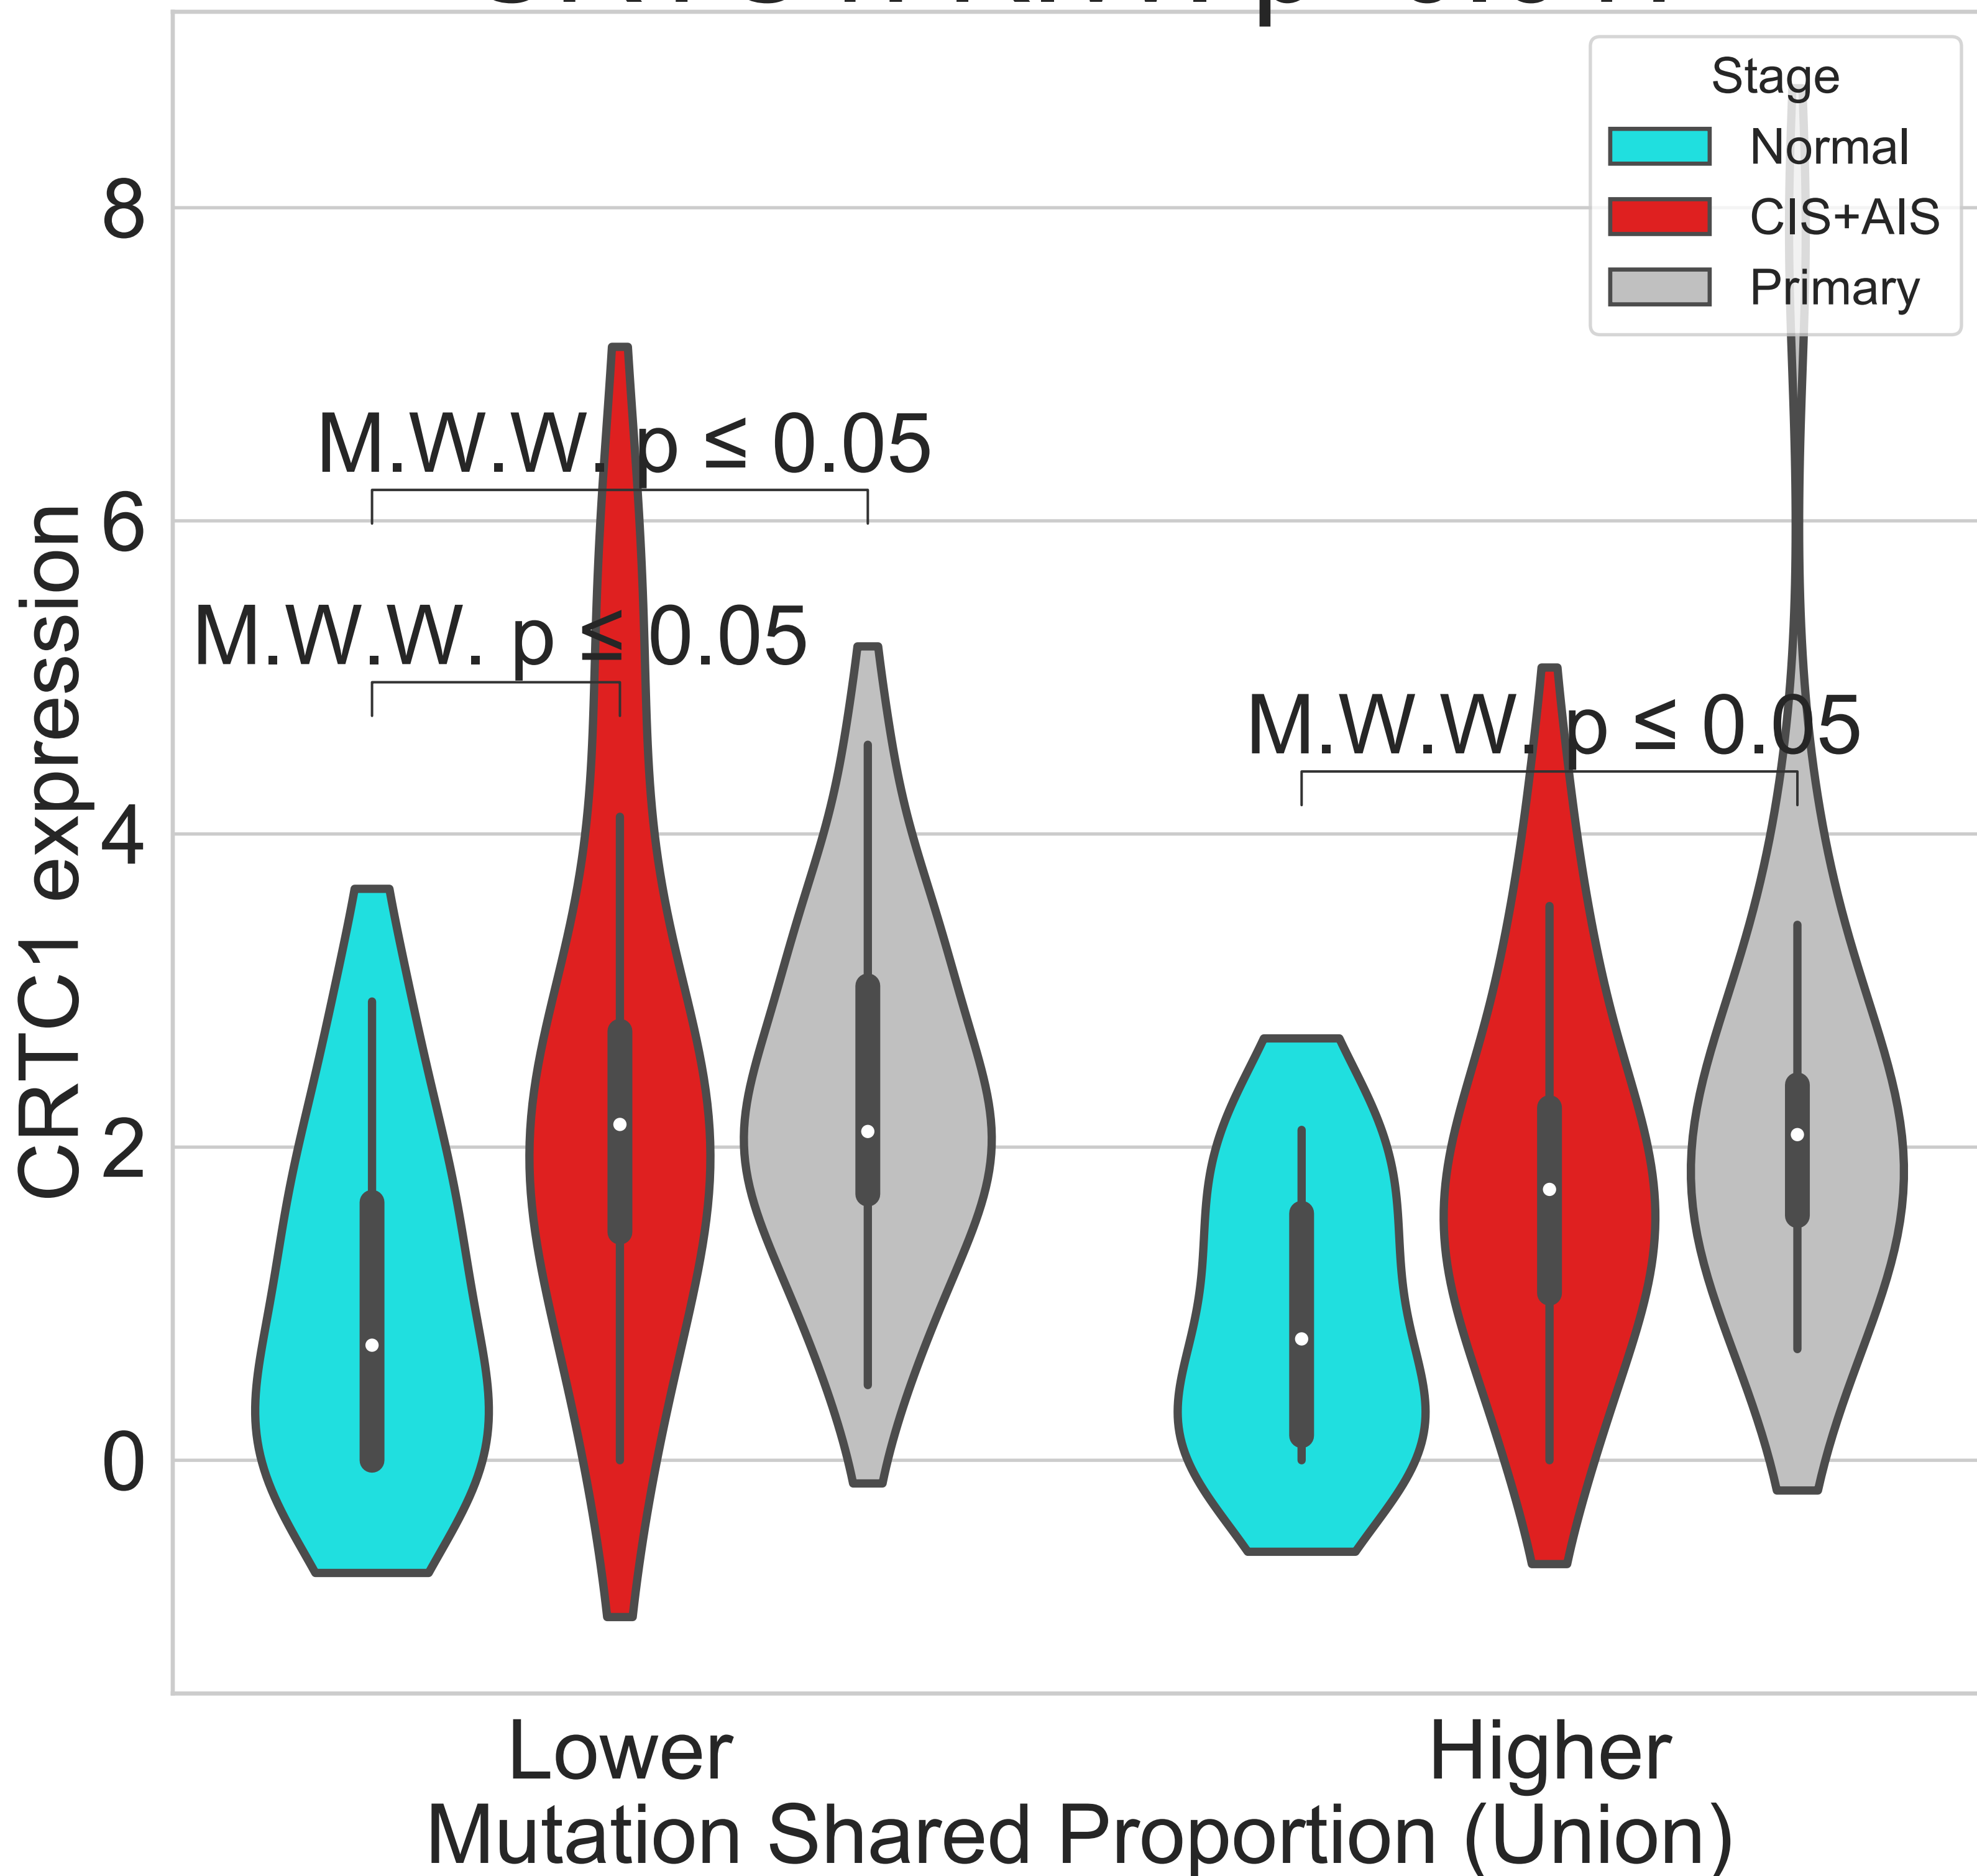 Stage
Normal
CIS+AIS
Primary
8
6
4
2
0
CRTC1 expression
M.W.W. p ≤ 0.05
M.W.W. p ≤ 0.05
M.W.W. p ≤ 0.05
Lower
Higher
Mutation Shared Proportion (Union)